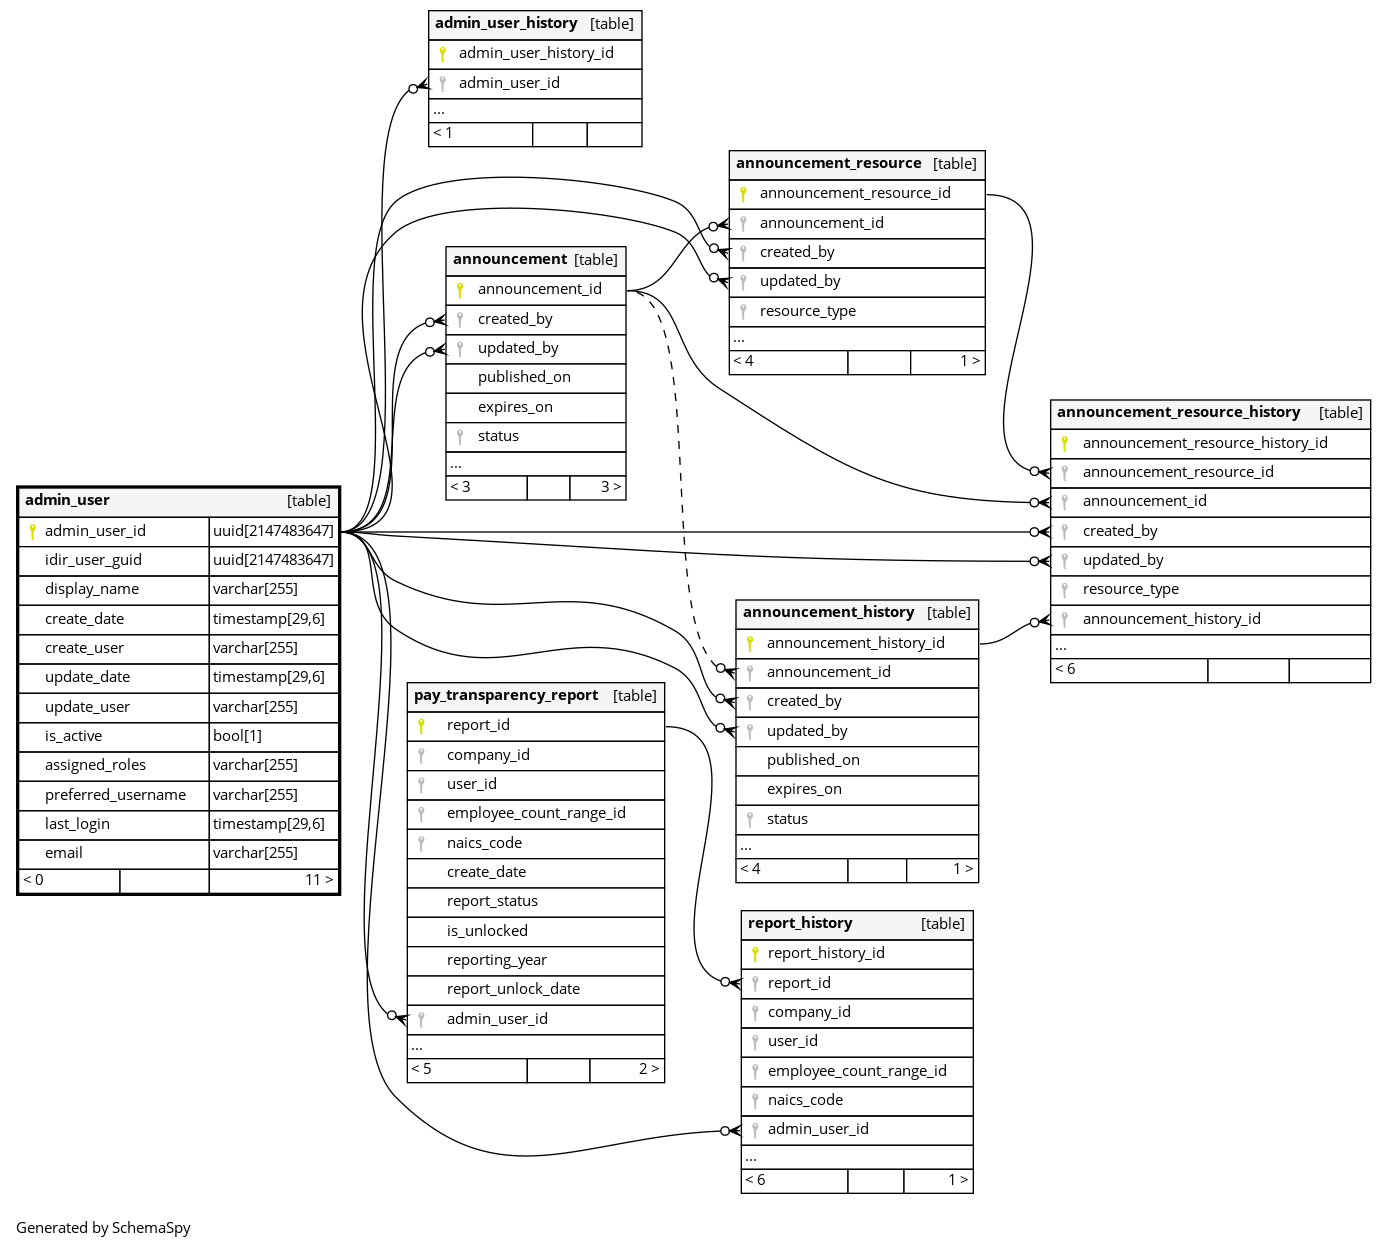 admin_user_history [table]
admin_user_history_id
admin_user_id
...
< 1
announcement_resource [table]
announcement_resource_id
announcement_id
created_by
updated_by
resource_type
...
< 4 1 >
announcement [table]
announcement_id
created_by
updated_by
published_on
expires_on
status
...
< 3 3 >
announcement_resource_history [table]
announcement_resource_history_id
announcement_resource_id
announcement_id
created_by
updated_by
resource_type
announcement_history_id
...
< 6
admin_user [table]
admin_user_id uuid[2147483647]
idir_user_guid uuid[2147483647]
display_name varchar[255]
create_date timestamp[29,6]
create_user varchar[255]
update_date timestamp[29,6]
update_user varchar[255]
is_active bool[1]
assigned_roles varchar[255]
preferred_username varchar[255]
last_login timestamp[29,6]
email varchar[255]
< 0 11 >
announcement_history [table]
announcement_history_id
announcement_id
created_by
updated_by
published_on
expires_on
status
...
< 4 1 >
pay_transparency_report [table]
report_id
company_id
user_id
employee_count_range_id
naics_code
create_date
report_status
is_unlocked
reporting_year
report_unlock_date
admin_user_id
...
< 5 2 >
report_history [table]
report_history_id
report_id
company_id
user_id
employee_count_range_id
naics_code
admin_user_id
...
< 6 1 >
Generated by SchemaSpy